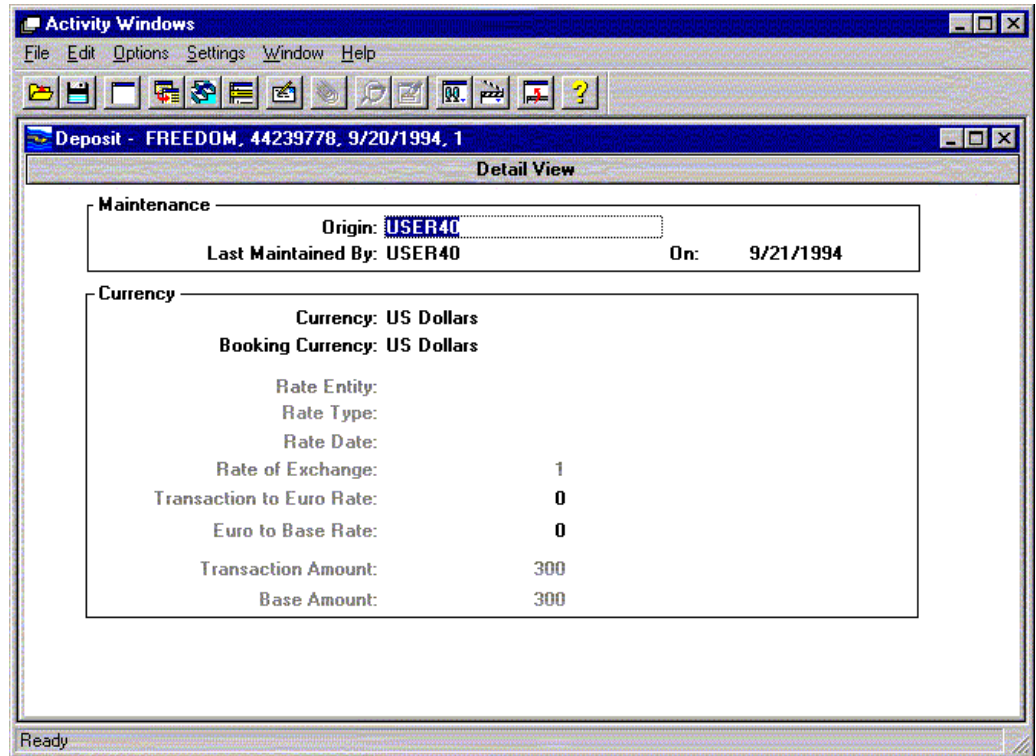 Activity Windows
File Edit Options Settings Window Help
Deposit - FREEDOM, 44239778, 9/20/1994, 1
Detail View
Maintenance
Origin: USER40
Last Maintained By: USER40 On: 9/21/1994
Currency
Currency: US Dollars
Booking Currency: US Dollars
Rate Entity:
Rate Type:
Rate Date:
Rate of Exchange: 1
Transaction to Euro Rate: 0
Euro to Base Rate: 0
Transaction Amount: 300
Base Amount: 300
Ready